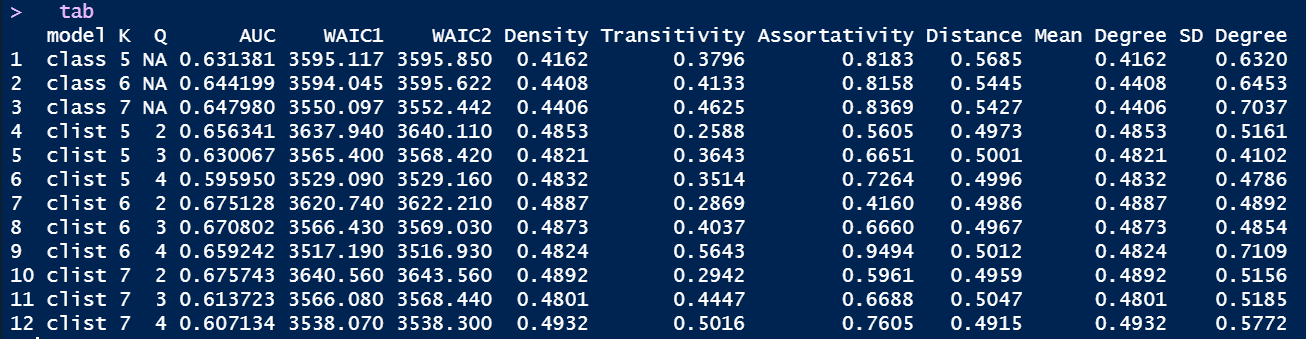 > tab
model K Q AUC WAIC1 WAIC2 Density Transitivity Assortativity Distance Mean Degree SD Degree
1 class 5 NA 0.631381 3595.117 3595.850 0.4162 0.3796 0.8183 0.5685 0.4162 0.6320
2 class 6 NA 0.644199 3594.045 3595.622 0.4408 0.4133 0.8158 0.5445 0.4408 0.6453
3 class 7 NA 0.647980 3550.097 3552.442 0.4406 0.4625 0.8369 0.5427 0.4406 0.7037
4 clist 5 2 0.656341 3637.940 3640.110 0.4853 0.2588 0.5605 0.4973 0.4853 0.5161
5 clist 5 3 0.630067 3565.400 3568.420 0.4821 0.3643 0.6651 0.5001 0.4821 0.4102
6 clist 5 4 0.595950 3529.090 3529.160 0.4832 0.3514 0.7264 0.4996 0.4832 0.4786
7 clist 6 2 0.675128 3620.740 3622.210 0.4887 0.2869 0.4160 0.4986 0.4887 0.4892
8 clist 6 3 0.670802 3566.430 3569.030 0.4873 0.4037 0.6660 0.4967 0.4873 0.4854
9 clist 6 4 0.659242 3517.190 3516.930 0.4824 0.5643 0.9494 0.5012 0.4824 0.7109
10 clist 7 2 0.675743 3640.560 3643.560 0.4892 0.2942 0.5961 0.4959 0.4892 0.5156
11 clist 7 3 0.613723 3566.080 3568.440 0.4801 0.4447 0.6688 0.5047 0.4801 0.5185
12 clist 7 4 0.607134 3538.070 3538.300 0.4932 0.5016 0.7605 0.4915 0.4932 0.5772